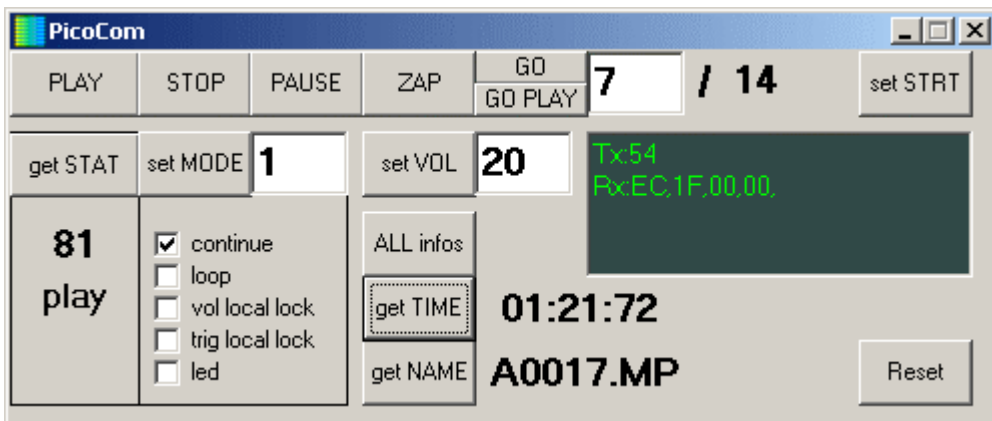 PicoCom
PLAY STOP PAUSE ZAP GO 7 / 14 set STRT
GO PLAY
get STAT set MODE 1 set VOL 20 Tx:54
Rx:EC,1F,00,00,
81 continue ALL infos
loop
play vol local lock get TIME 01:21:72
trig local lock
led get NAME A0017.MP Reset